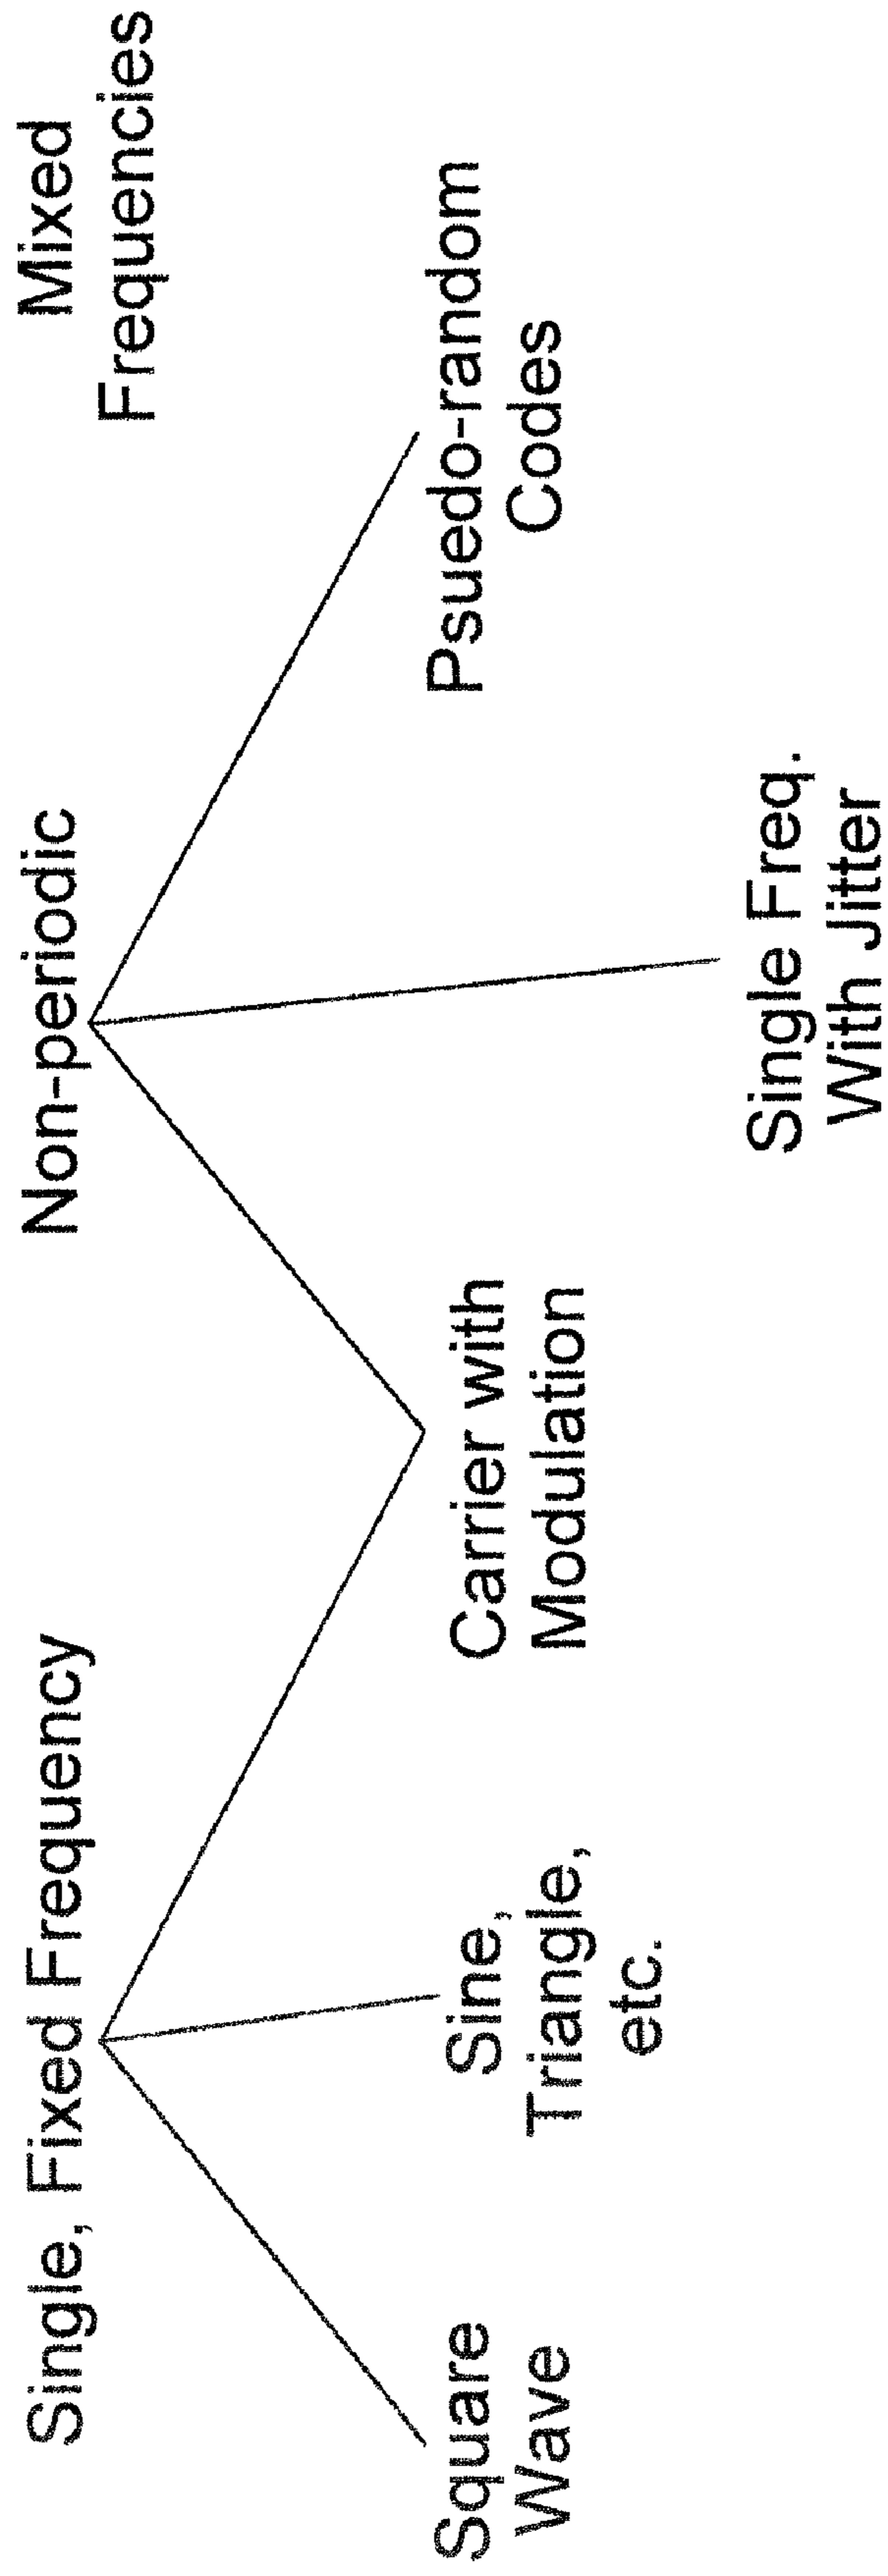 Single, Fixed Frequency
Non-periodic
Mixed
Frequencies
Square
Wave
Sine,
Triangle,
etc.
Carrier with
Modulation
Single Freq.
With Jitter
Psuedo-random
Codes